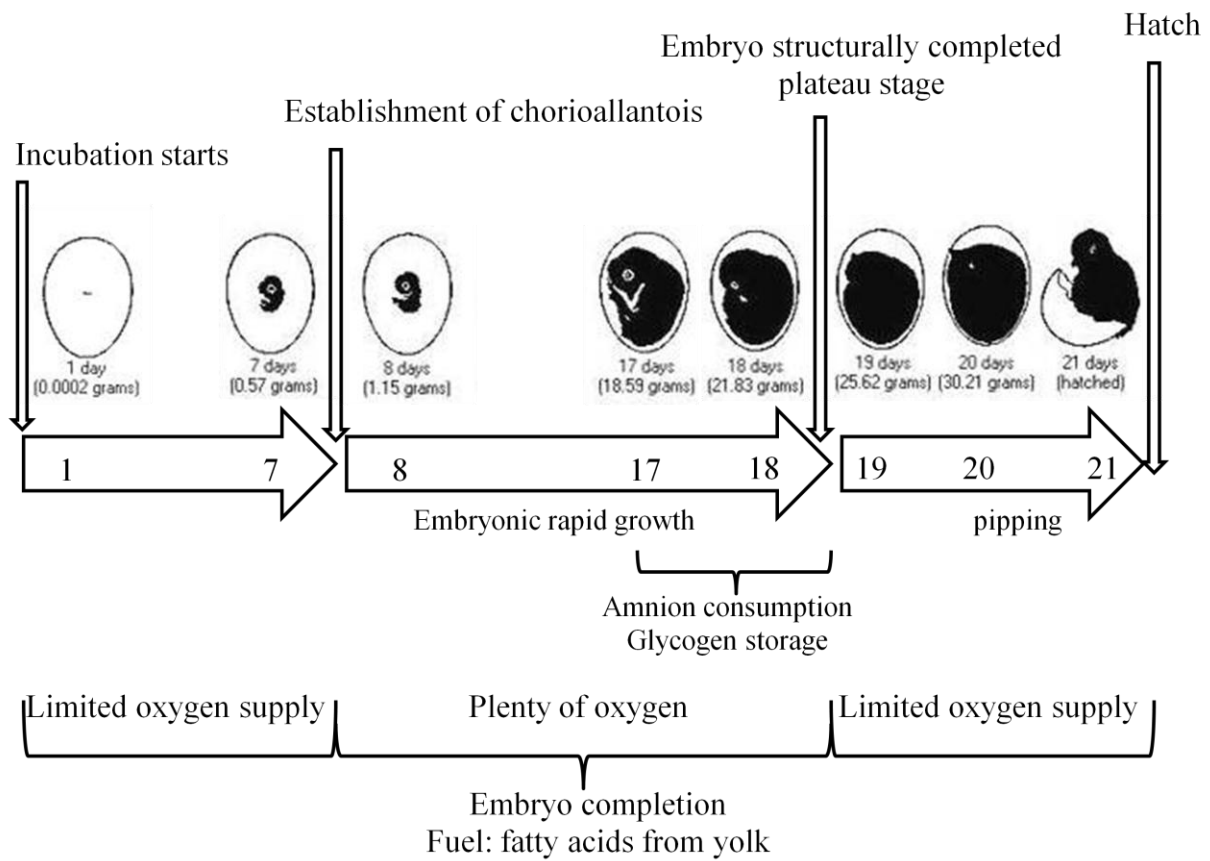 Hatch
Embryo structurally completed
plateau stage
Establishment of chorioallantois
Incubation starts
1 day
(0.0002 grams)
7 days
(0.57 grams)
8 days
(1.15 grams)
17 days
(18.59 grams)
18 days
(21.83 grams)
19 days
(25.62 grams)
20 days
(30.21 grams)
21 days
(hatched)
1 7 8 17 18 19 20 21
Embryonic rapid growth
pipping
Amnion consumption
Glycogen storage
Limited oxygen supply
Plenty of oxygen
Limited oxygen supply
Embryo completion
Fuel: fatty acids from yolk